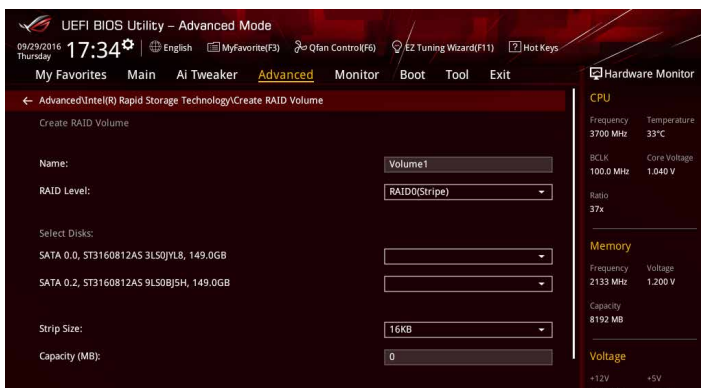 UEFI BIOS Utility – Advanced Mode
09/29/2016 Thursday 17:34 English MyFavorite(F3) Qfan Control(F6) EZ Tuning Wizard(F11) ? Hot Keys
My Favorites Main Ai Tweaker Advanced Monitor Boot Tool Exit
← Advanced\Intel(R) Rapid Storage Technology\Create RAID Volume
Create RAID Volume
Name: Volume1
RAID Level: RAID0(Stripe)
Select Disks:
SATA 0.0, ST3160812AS 3LS0JYL8, 149.0GB
SATA 0.2, ST3160812AS 9LS0BJ5H, 149.0GB
Strip Size: 16KB
Capacity (MB): 0
Hardware Monitor
CPU
Frequency Temperature
3700 MHz 33°C
BCLK Core Voltage
100.0 MHz 1.040 V
Ratio
37x
Memory
Frequency Voltage
2133 MHz 1.200 V
Capacity
8192 MB
Voltage
+12V +5V